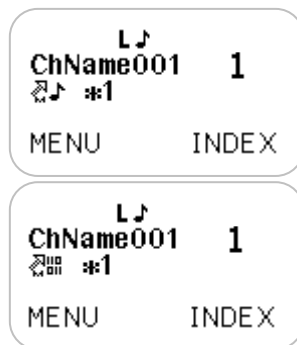 L♪
ChName001 1
♪ *1
MENU INDEX
L♪
ChName001 1
*1
MENU INDEX